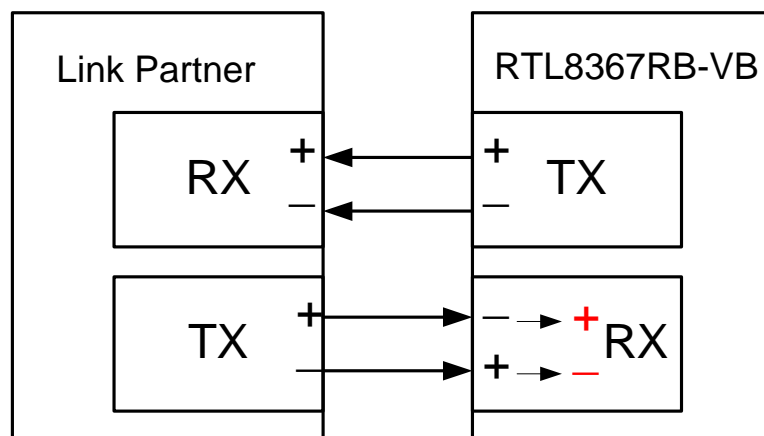 Link Partner
RTL8367RB-VB
RX + + TX
− −
TX + − +
RX
− + −